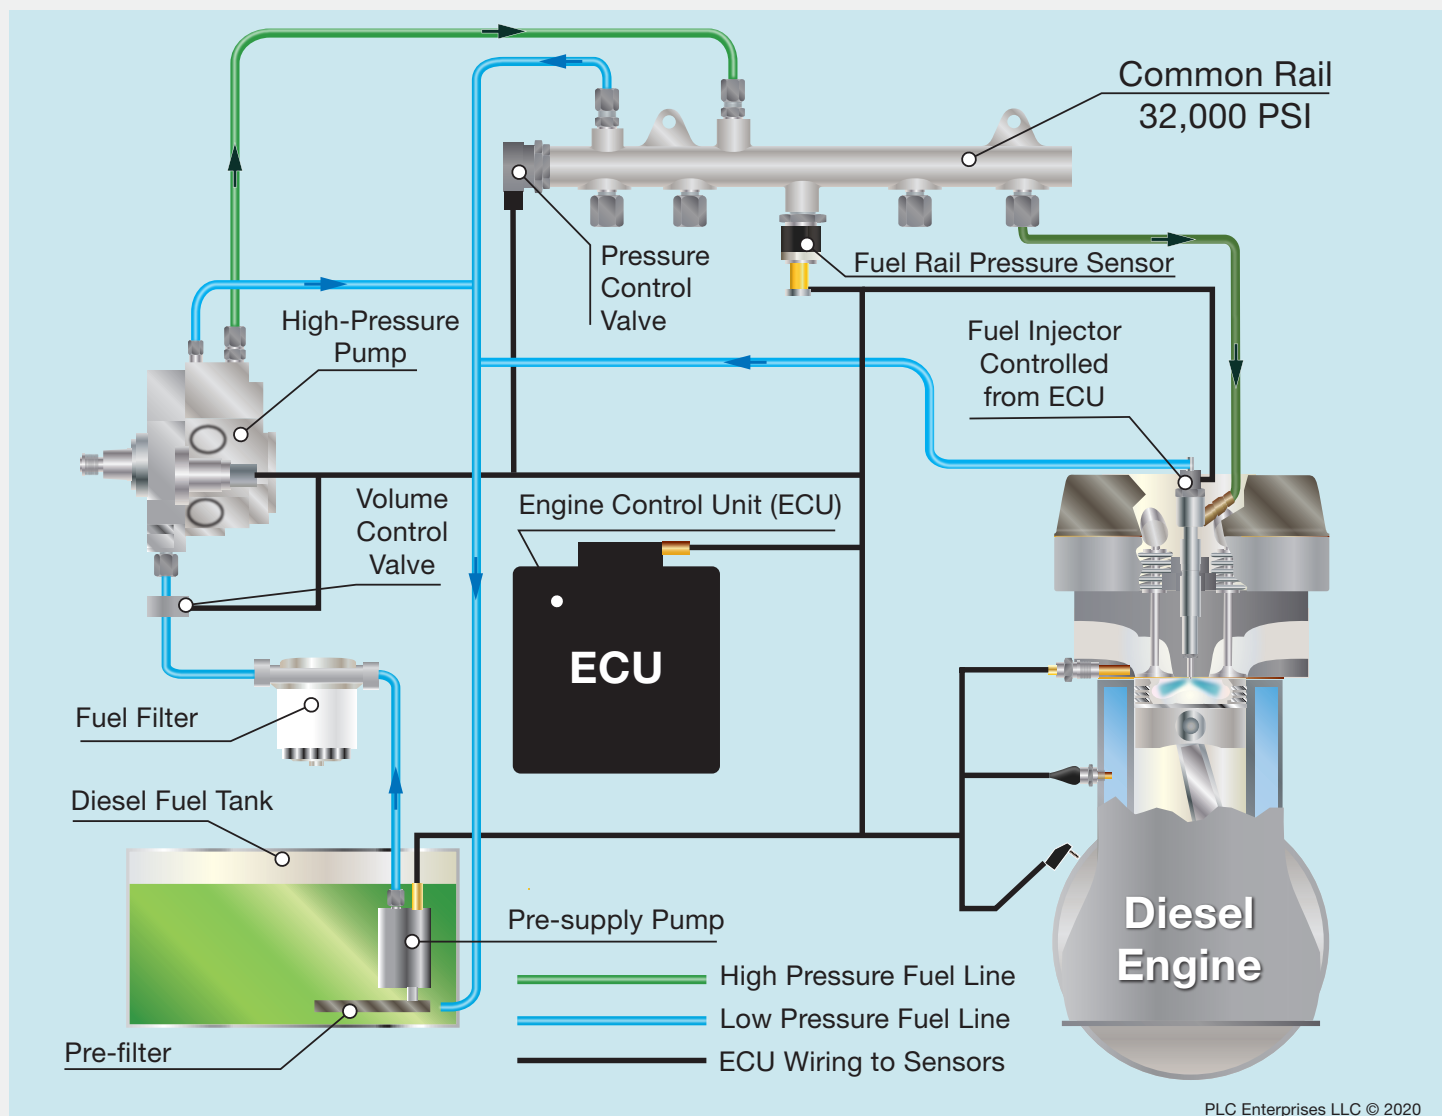 Common Rail
32,000 PSI
Pressure
Control
Valve
Fuel Rail Pressure Sensor
High-Pressure
Pump
Fuel Injector
Controlled
from ECU
Volume
Control
Valve
Engine Control Unit (ECU)
ECU
Fuel Filter
Diesel Fuel Tank
Pre-supply Pump
Diesel
Engine
High Pressure Fuel Line
Low Pressure Fuel Line
Pre-filter
ECU Wiring to Sensors
PLC Enterprises LLC © 2020